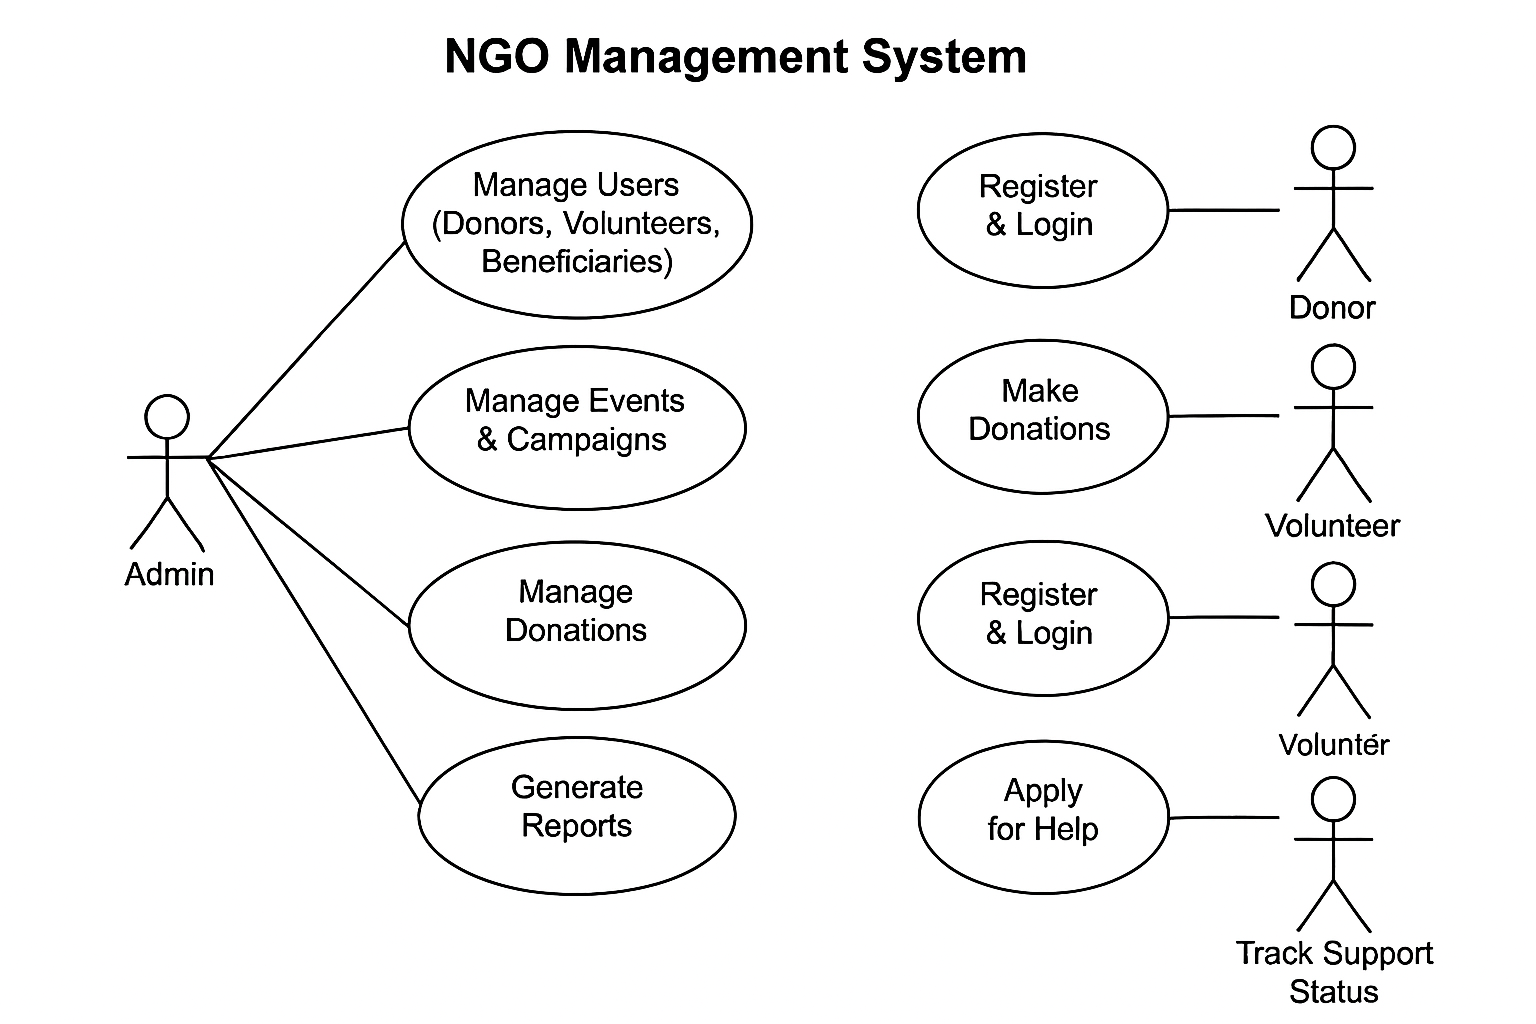 NGO Management System
Manage Users
(Donors, Volunteers,
Beneficiaries)
Manage Events
& Campaigns
Manage
Donations
Generate
Reports
Admin
Register
& Login
Donor
Make
Donations
Volunteer
Register
& Login
Voluntér
Apply
for Help
Track Support
Status